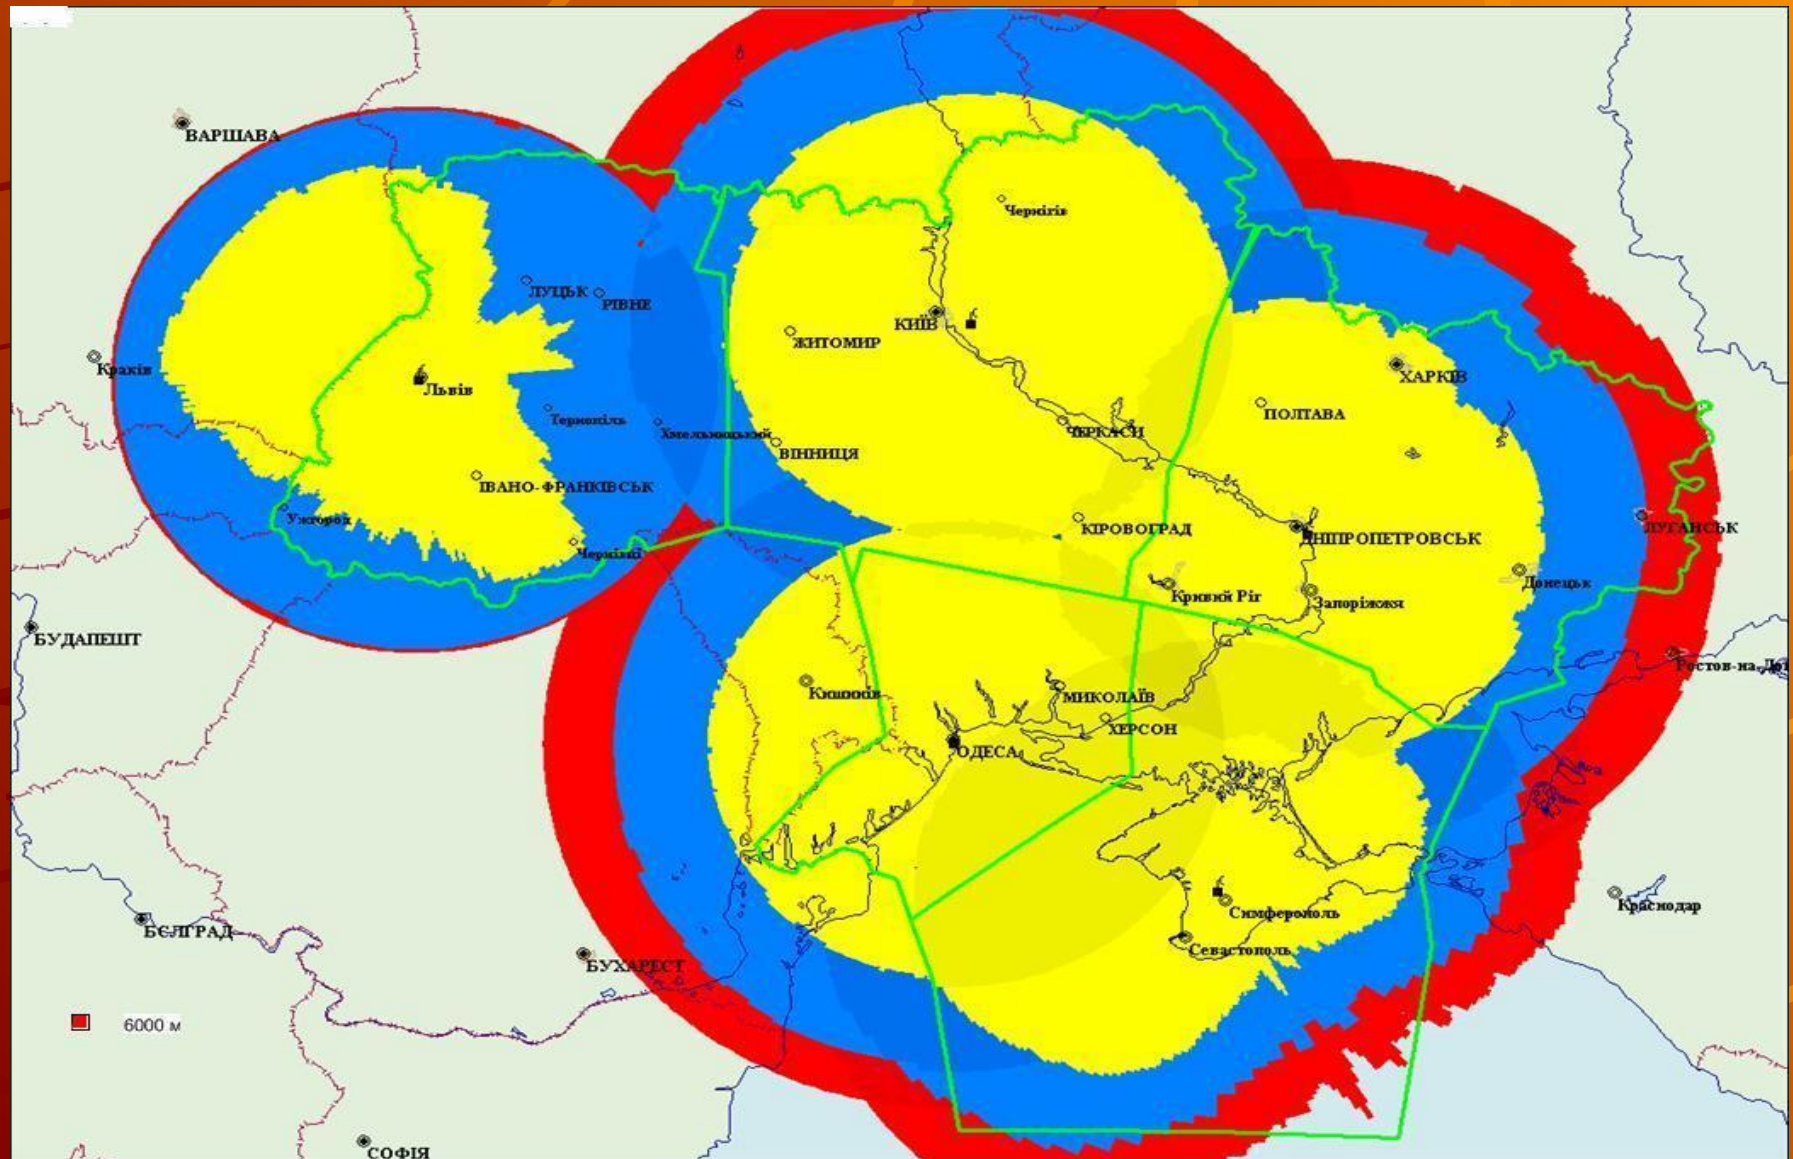 ВАРШАВА
Чернігів
ЛУЦЬК
РІВНЕ
КИЇВ
ЖИТОМИР
Краків
ХАРКІВ
Львів
ПОЛТАВА
Тернопіль
Хмельницький
ЧЕРКАСИ
ВІННИЦЯ
ІВАНО-ФРАНКІВСЬК
Ужгород
КІРОВОГРАД
ЛУГАНСЬК
ДНІПРОПЕТРОВСЬК
Чернівці
Донецьк
Кривий Ріг
Запоріжжя
БУДАПЕШТ
Ростов-на-Дон
Кишинів
МИКОЛАЇВ
ХЕРСОН
ОДЕСА
Краснодар
Симферополь
БЄЛГРАД
Севастополь
БУХАРЕСТ
6000 м
СОФІЯ